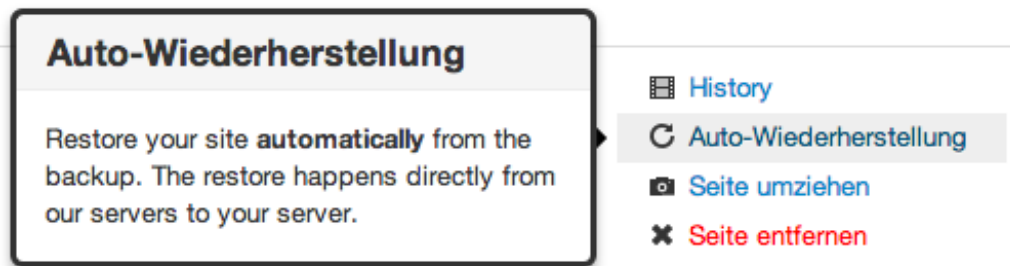 Auto-Wiederherstellung
Restore your site automatically from the
backup. The restore happens directly from
our servers to your server.
History
Auto-Wiederherstellung
Seite umziehen
Seite entfernen